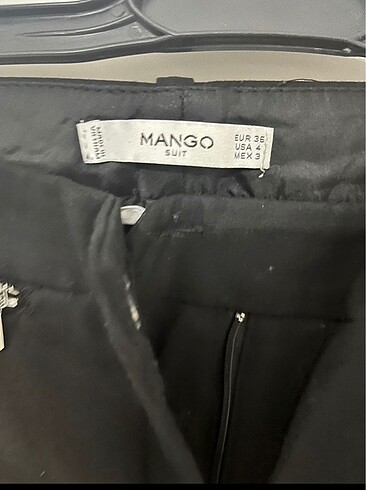 MANGO
SUIT
EUR 36
USA 4
MEX 3